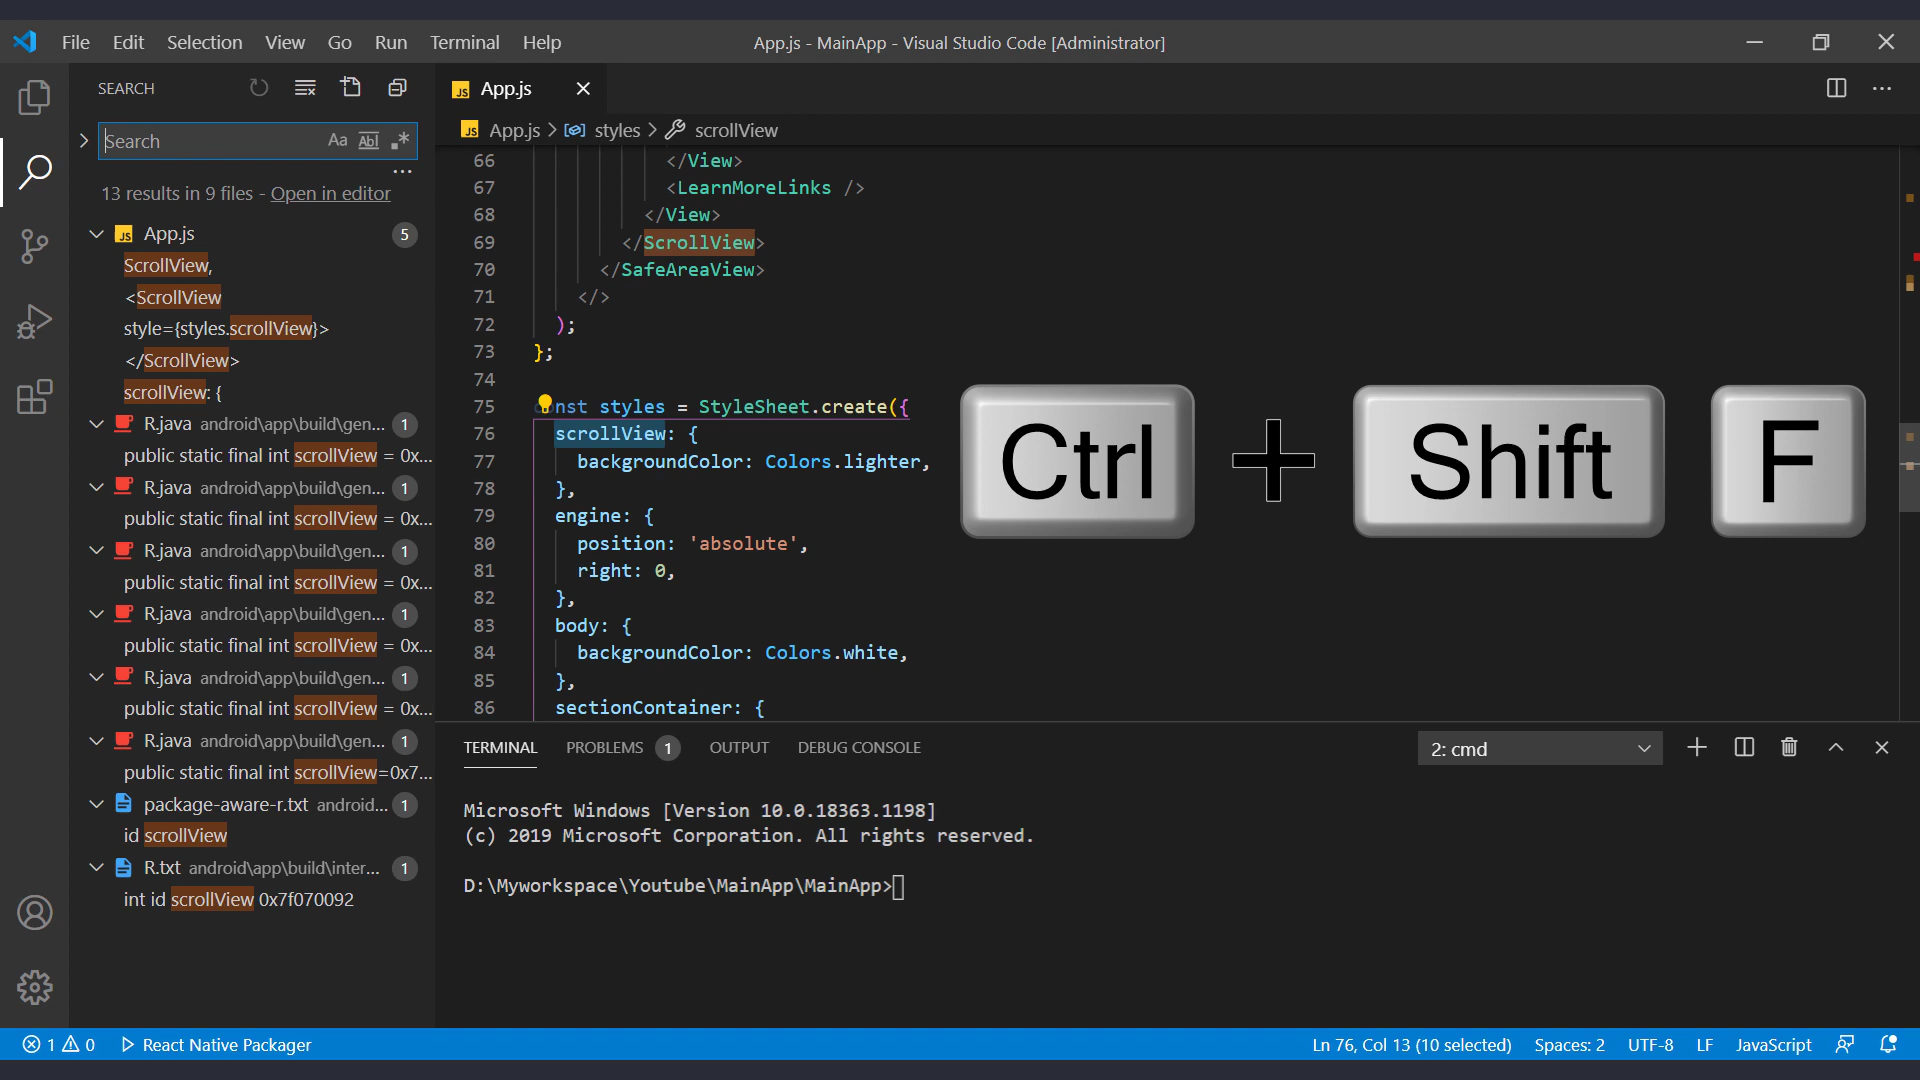 File Edit Selection View Go Run Terminal Help
App.js - MainApp - Visual Studio Code [Administrator]
SEARCH
Search
Aa Abl .*
13 results in 9 files - Open in editor
JS App.js 5
ScrollView,
<ScrollView
style={styles.scrollView}>
</ScrollView>
scrollView: {
R.java android\app\build\gen... 1
public static final int scrollView = 0x...
R.java android\app\build\gen... 1
public static final int scrollView = 0x...
R.java android\app\build\gen... 1
public static final int scrollView = 0x...
R.java android\app\build\gen... 1
public static final int scrollView = 0x...
R.java android\app\build\gen... 1
public static final int scrollView = 0x...
R.java android\app\build\gen... 1
public static final int scrollView=0x7...
package-aware-r.txt android... 1
id scrollView
R.txt android\app\build\inter... 1
int id scrollView 0x7f070092
JS App.js
JS App.js > styles > scrollView
66 </View>
67 <LearnMoreLinks />
68 </View>
69 </ScrollView>
70 </SafeAreaView>
71 </>
72 );
73 };
74
75 const styles = StyleSheet.create({
76 scrollView: {
77 backgroundColor: Colors.lighter,
78 },
79 engine: {
80 position: 'absolute',
81 right: 0,
82 },
83 body: {
84 backgroundColor: Colors.white,
85 },
86 sectionContainer: {
Ctrl + Shift F
TERMINAL PROBLEMS 1 OUTPUT DEBUG CONSOLE
2: cmd
Microsoft Windows [Version 10.0.18363.1198]
(c) 2019 Microsoft Corporation. All rights reserved.
D:\Myworkspace\Youtube\MainApp\MainApp>
1 0 React Native Packager
Ln 76, Col 13 (10 selected) Spaces: 2 UTF-8 LF JavaScript